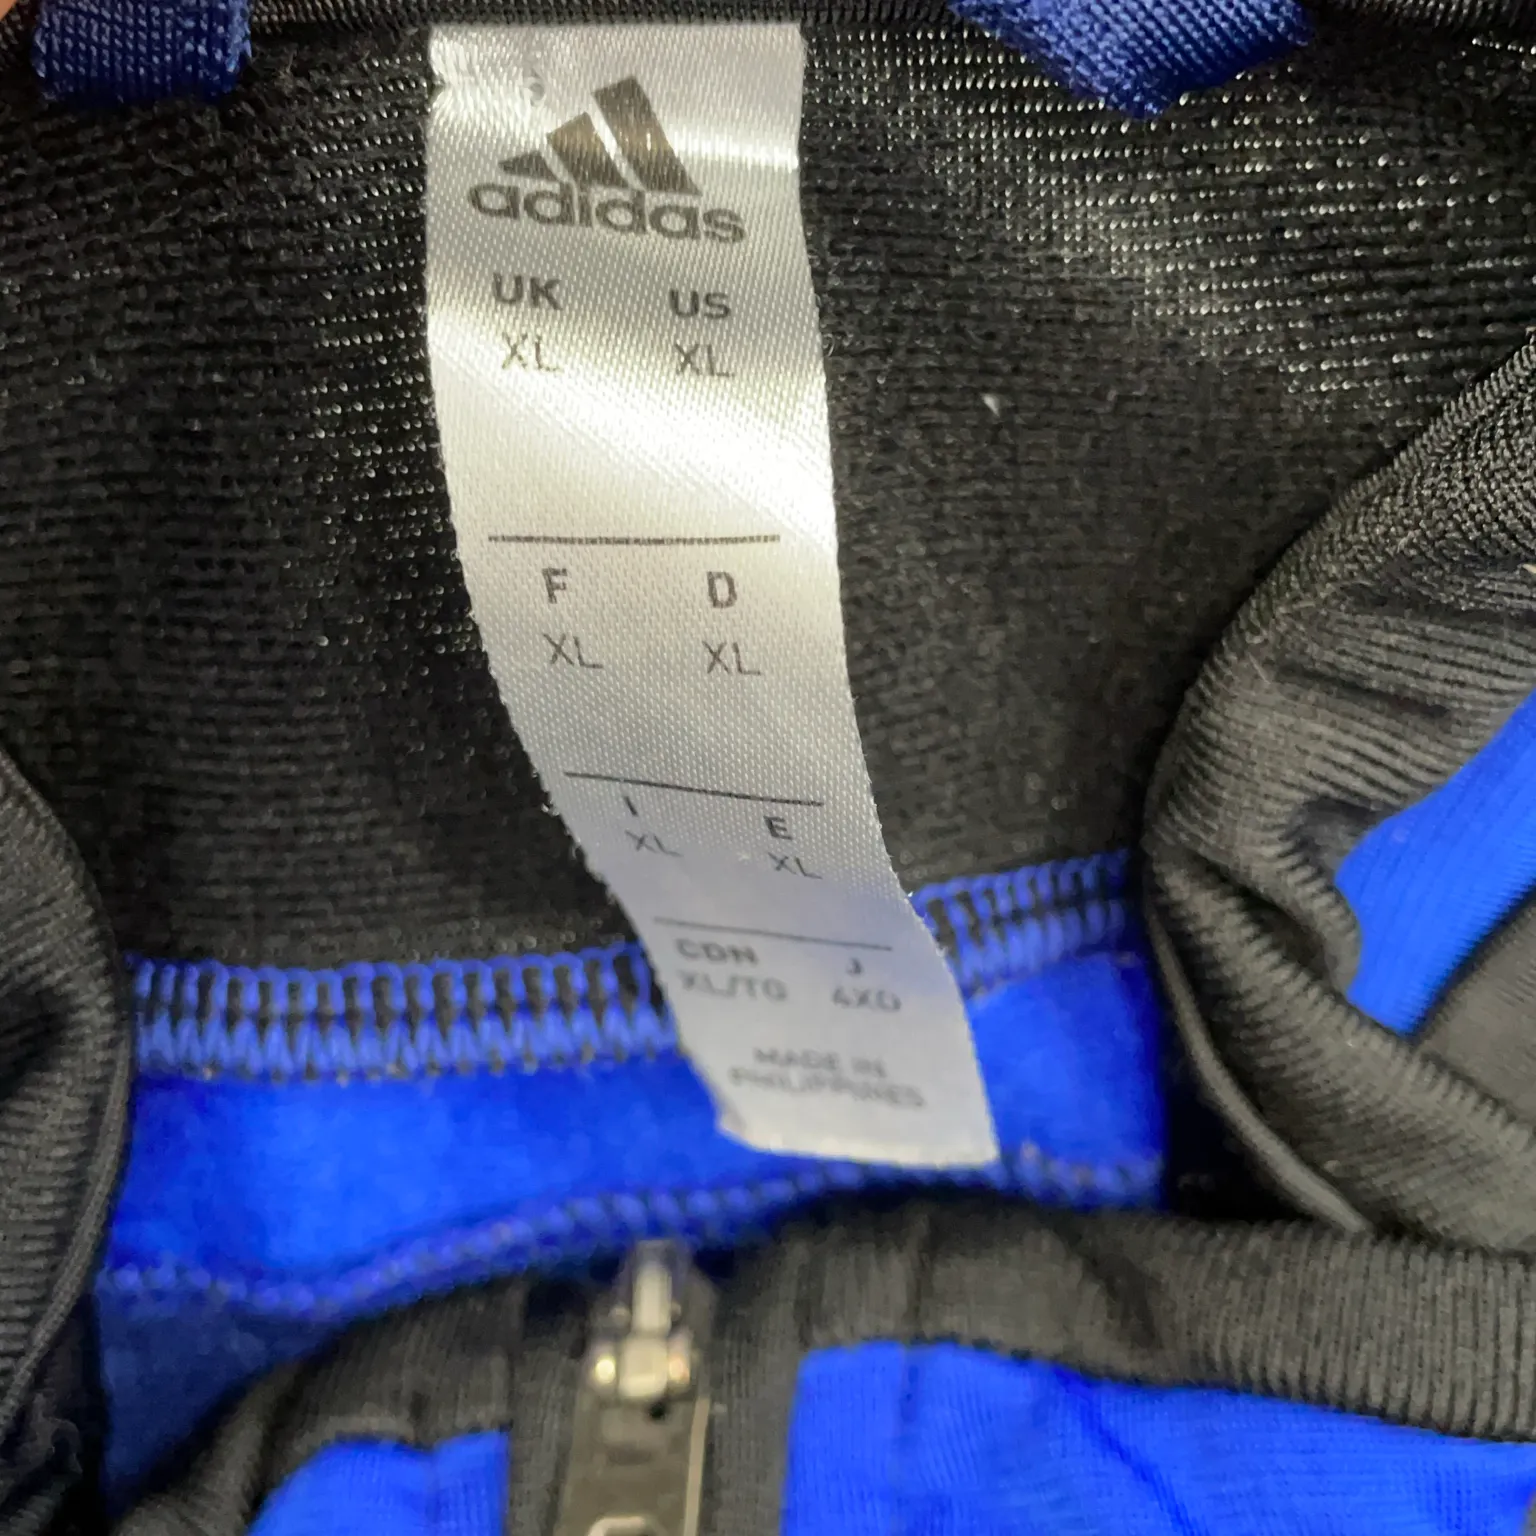 adidas
UK US
XL XL
F D
XL XL
I E
XL XL
CDN J
XL/TG 4XO
MADE IN
PHILIPPINES